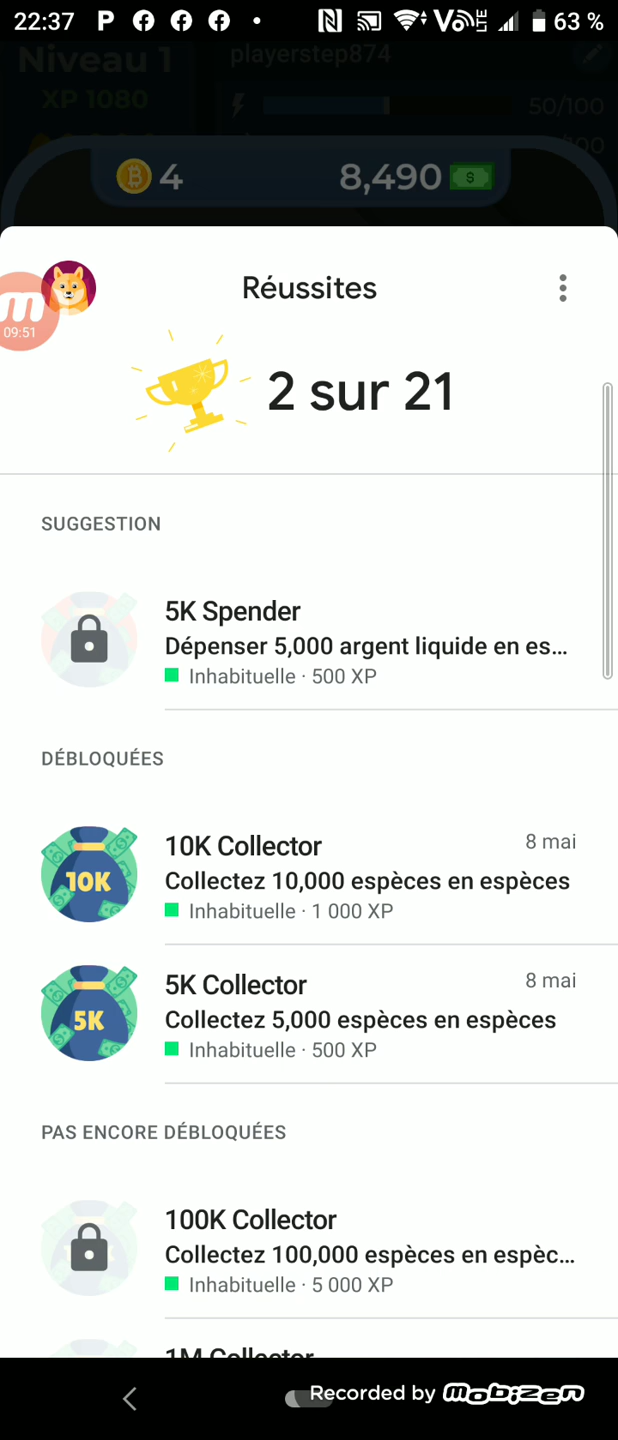 22:37
63 %
Niveau 1
playerstep874
XP 1080
50/100
4
8,490
09:51
Réussites
2 sur 21
SUGGESTION
5K Spender
Dépenser 5,000 argent liquide en es...
Inhabituelle · 500 XP
DÉBLOQUÉES
10K
10K Collector
8 mai
Collectez 10,000 espèces en espèces
Inhabituelle · 1 000 XP
5K
5K Collector
8 mai
Collectez 5,000 espèces en espèces
Inhabituelle · 500 XP
PAS ENCORE DÉBLOQUÉES
100K Collector
Collectez 100,000 espèces en espèc...
Inhabituelle · 5 000 XP
1M Collector
Recorded by mobizen